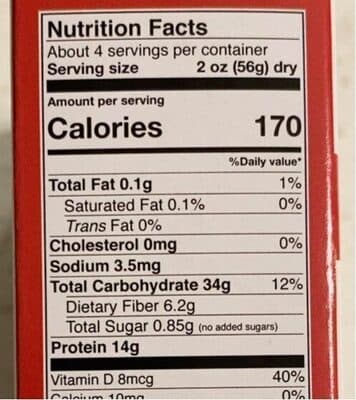 Nutrition Facts
About 4 servings per container
Serving size 2 oz (56g) dry
Amount per serving
Calories 170
%Daily value*
Total Fat 0.1g 1%
Saturated Fat 0.1% 0%
Trans Fat 0%
Cholesterol 0mg 0%
Sodium 3.5mg
Total Carbohydrate 34g 12%
Dietary Fiber 6.2g
Total Sugar 0.85g (no added sugars)
Protein 14g
Vitamin D 8mcg 40%
Calcium 10mg 0%